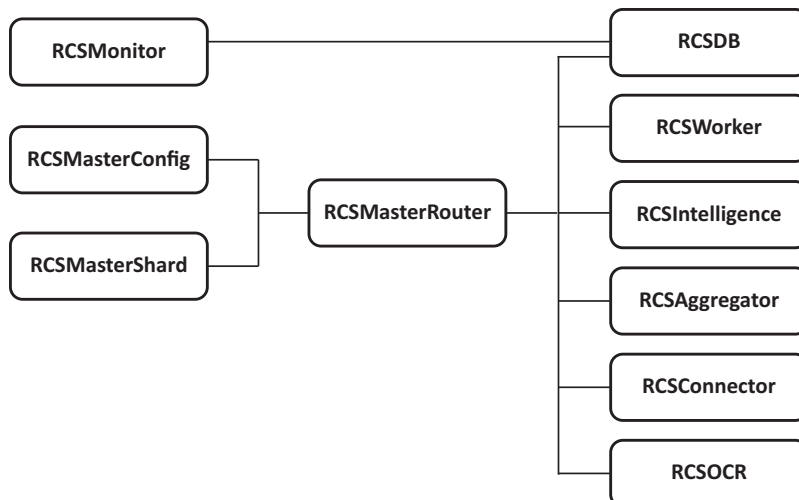 RCSMonitor
RCSMasterConfig
RCSMasterShard
RCSMasterRouter
RCSDB
RCSWorker
RCSIntelligence
RCSAggregator
RCSConnector
RCSOCR